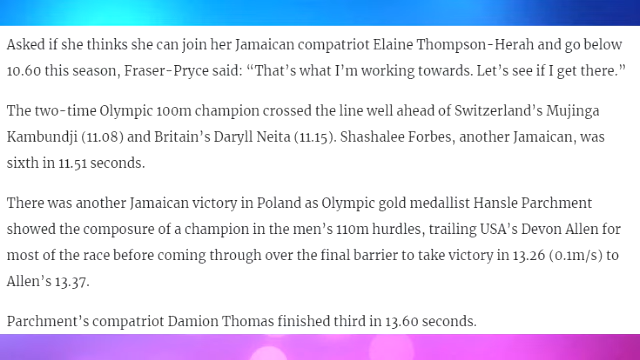 Asked if she thinks she can join her Jamaican compatriot Elaine Thompson-Herah and go below
10.60 this season, Fraser-Pryce said: “That’s what I’m working towards. Let’s see if I get there.”
The two-time Olympic 100m champion crossed the line well ahead of Switzerland’s Mujinga
Kambundji (11.08) and Britain’s Daryll Neita (11.15). Shashalee Forbes, another Jamaican, was
sixth in 11.51 seconds.
There was another Jamaican victory in Poland as Olympic gold medallist Hansle Parchment
showed the composure of a champion in the men’s 110m hurdles, trailing USA’s Devon Allen for
most of the race before coming through over the final barrier to take victory in 13.26 (0.1m/s) to
Allen’s 13.37.
Parchment’s compatriot Damion Thomas finished third in 13.60 seconds.